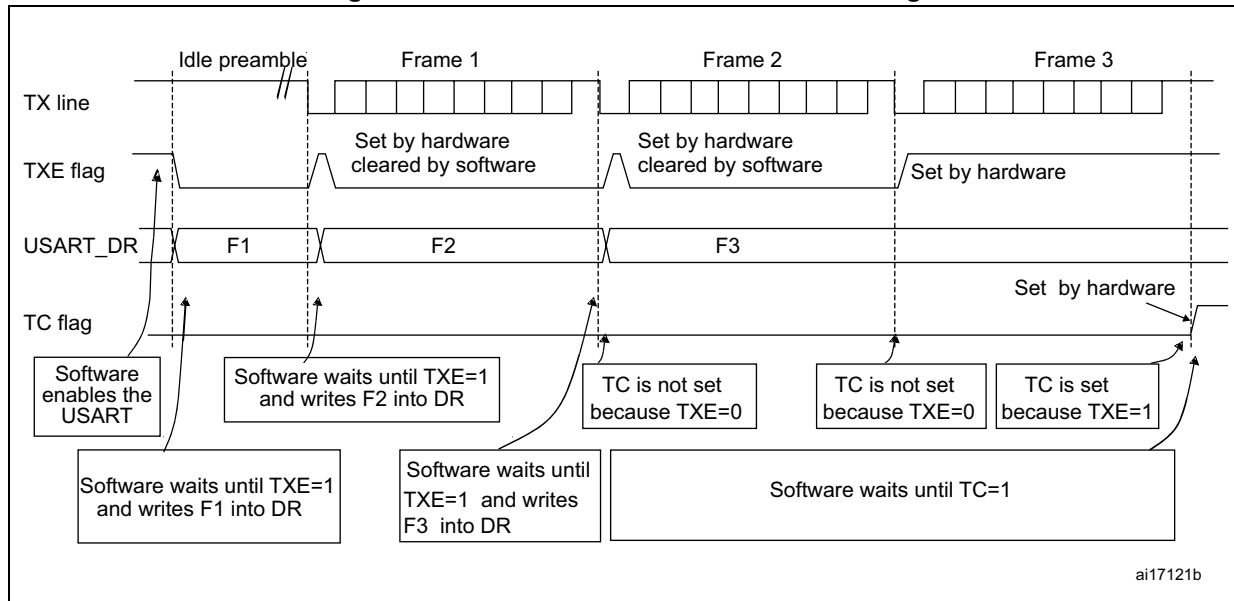 Idle preamble
Frame 1
Frame 2
Frame 3
TX line
Set by hardware
cleared by software
Set by hardware
cleared by software
TXE flag
Set by hardware
USART_DR
F1
F2
F3
Set by hardware
TC flag
Software
enables the
USART
Software waits until TXE=1
and writes F2 into DR
TC is not set
because TXE=0
TC is not set
because TXE=0
TC is set
because TXE=1
Software waits until TXE=1
and writes F1 into DR
Software waits until
TXE=1 and writes
F3 into DR
Software waits until TC=1
ai17121b